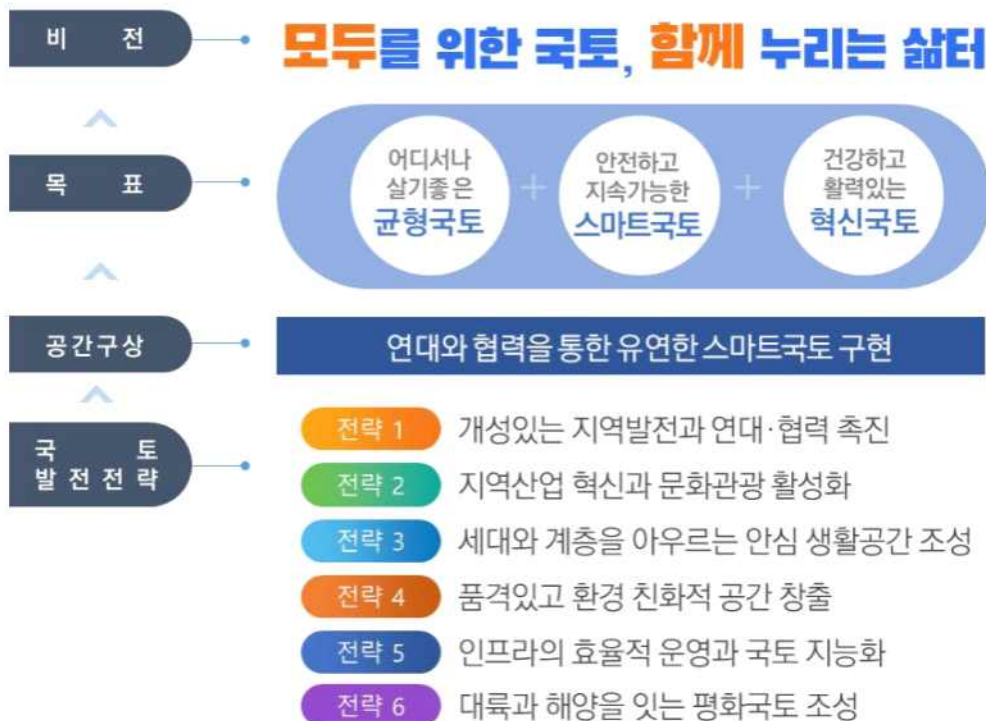 비 전
모두를 위한 국토, 함께 누리는 삶터
목 표
어디서나
살기좋은
균형국토
+
안전하고
지속가능한
스마트국토
+
건강하고
활력있는
혁신국토
공간구상
연대와 협력을 통한 유연한 스마트국토 구현
국 토
발 전 전 략
전략 1 개성있는 지역발전과 연대·협력 촉진
전략 2 지역산업 혁신과 문화관광 활성화
전략 3 세대와 계층을 아우르는 안심 생활공간 조성
전략 4 품격있고 환경 친화적 공간 창출
전략 5 인프라의 효율적 운영과 국토 지능화
전략 6 대륙과 해양을 잇는 평화국토 조성